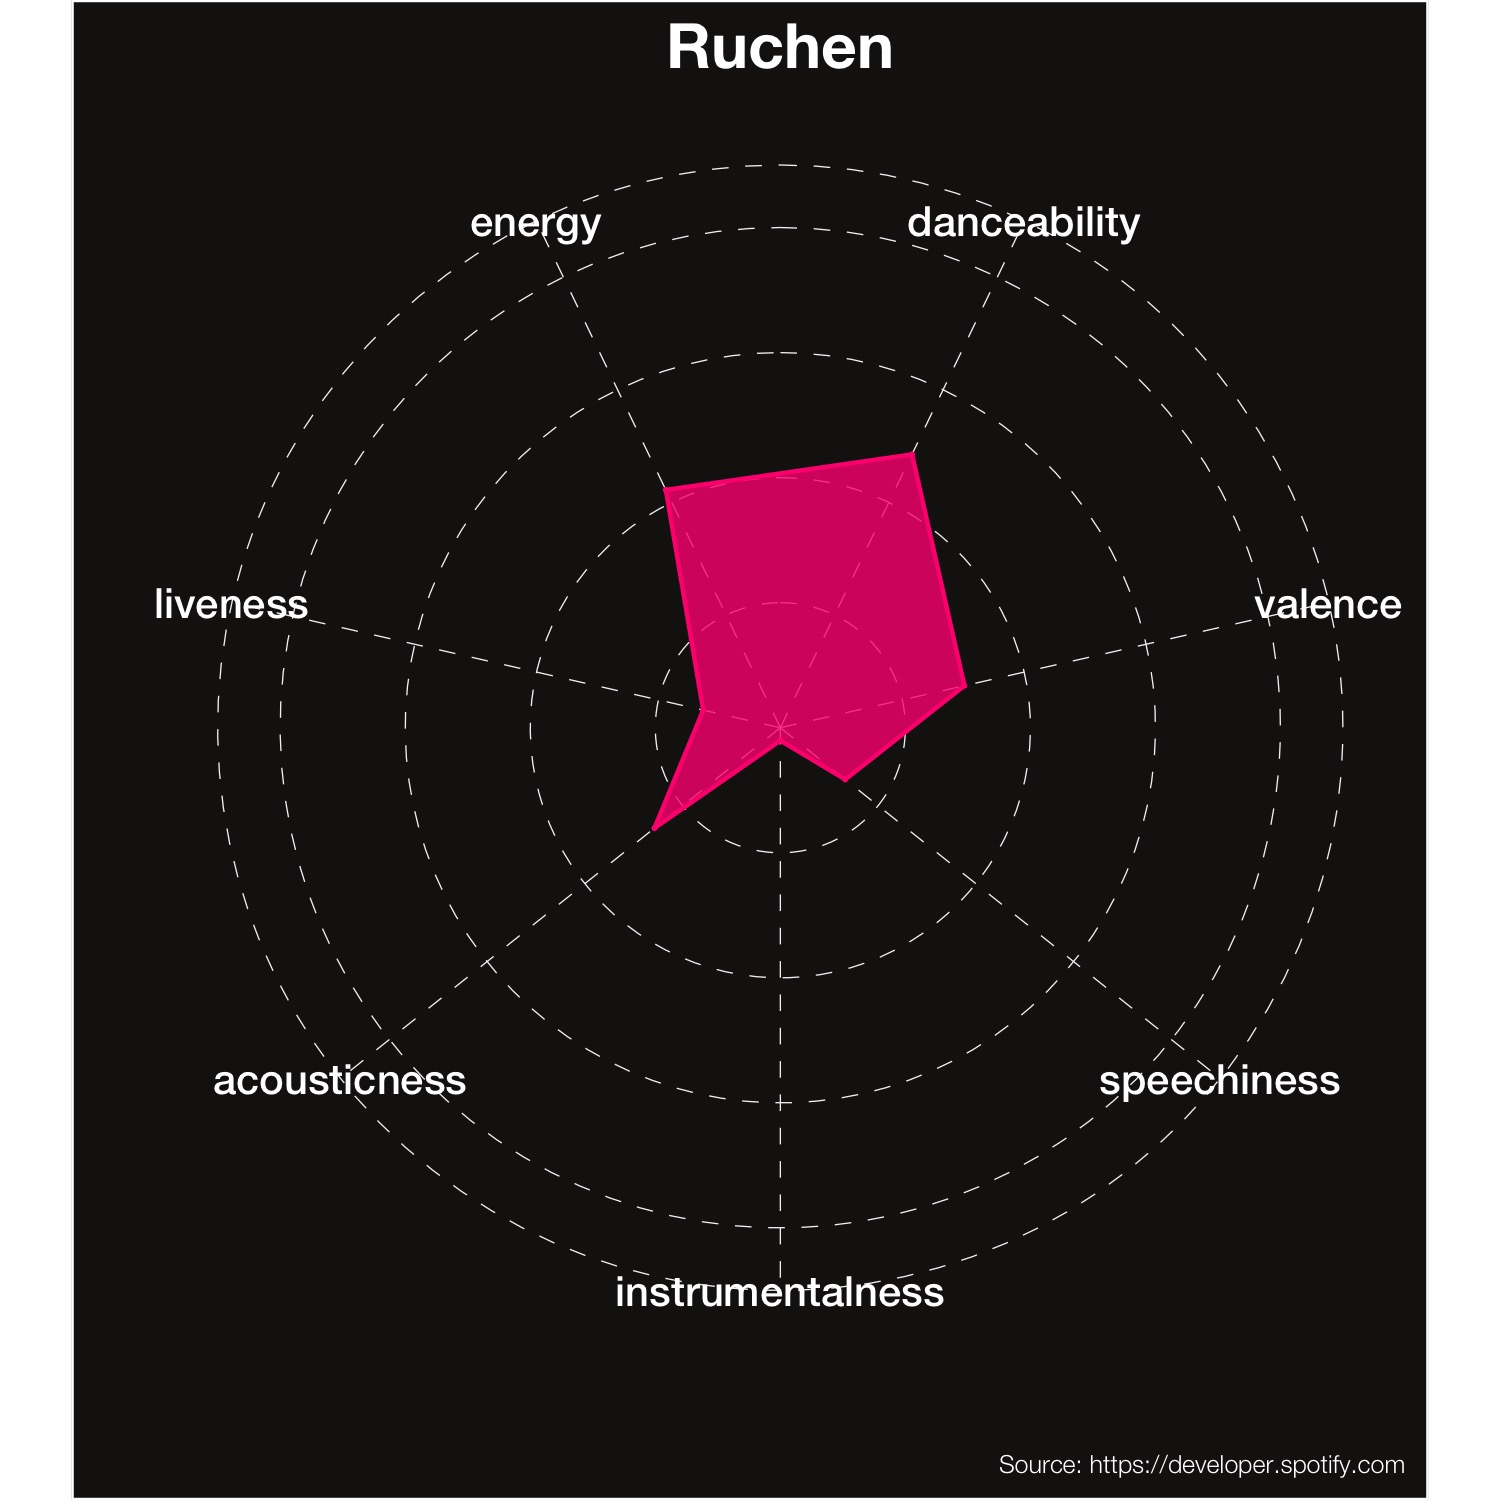 Ruchen
energy
danceability
liveness
valence
acousticness
speechiness
instrumentalness
Source: https://developer.spotify.com